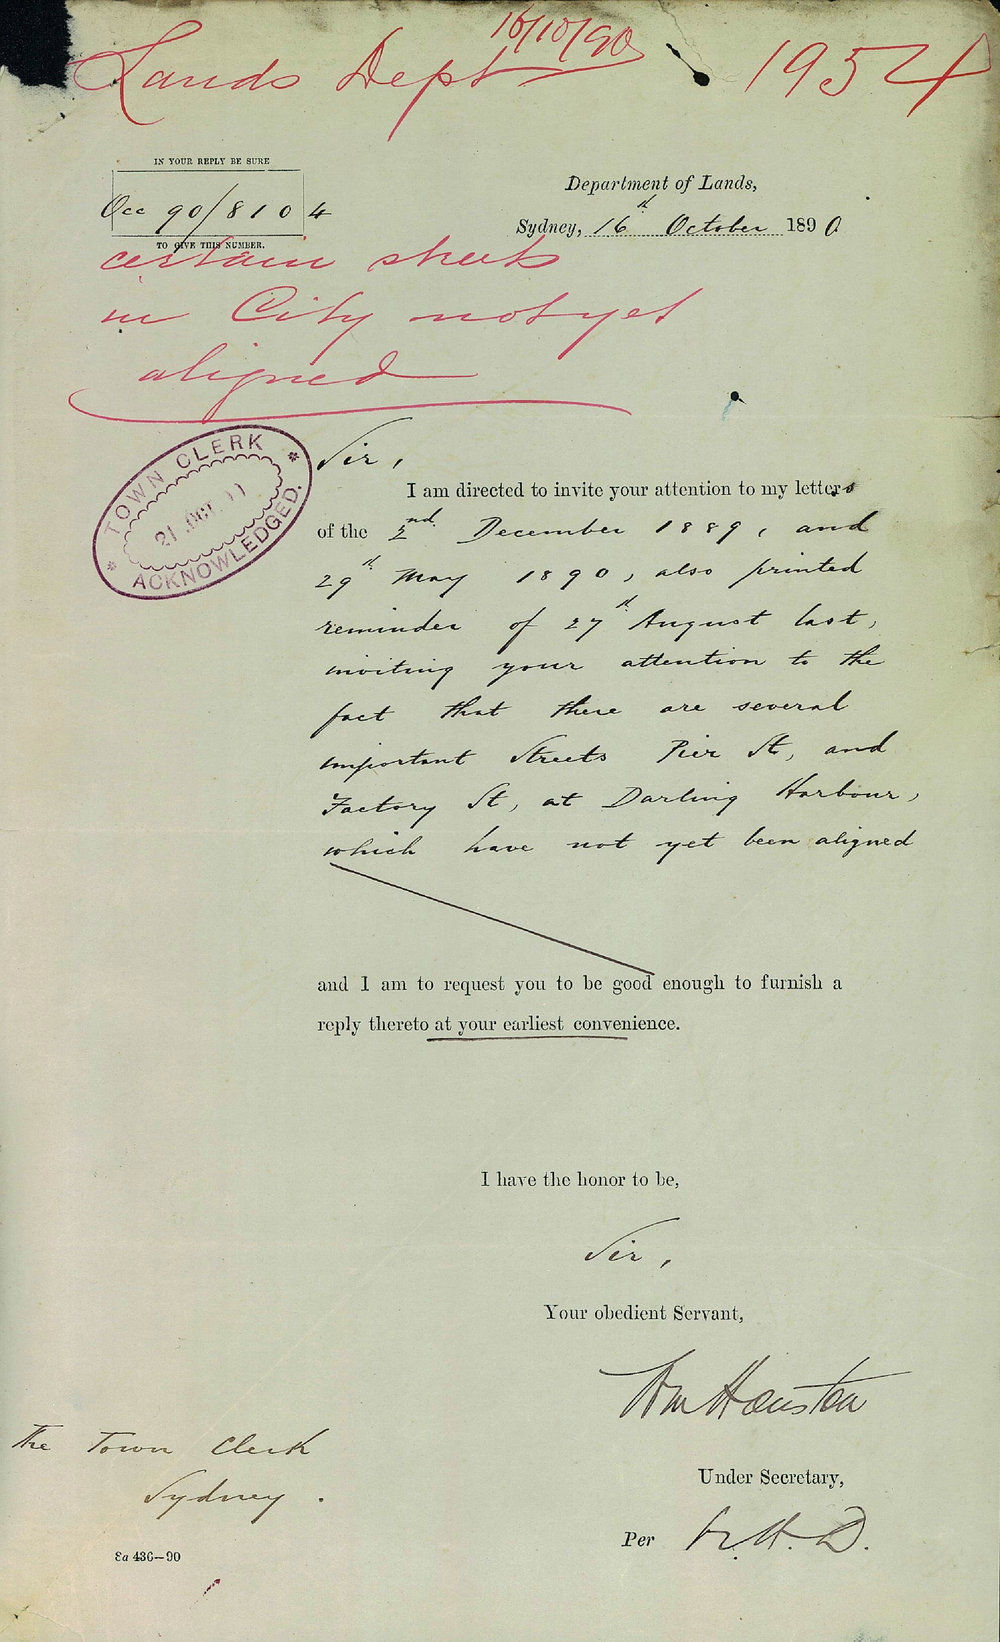 16/10/90
Lands Dept 1954
IN YOUR REPLY BE SURE
Occ 90/8104
TO GIVE THIS NUMBER.
Department of Lands,
Sydney, 16th October 1890
certain streets
in City not yet
aligned
TOWN CLERK
21 OCT
ACKNOWLEDGED.
Sir,
I am directed to invite your attention to my letters
of the 2nd December 1889, and
29th May 1890, also printed
reminder of 27th August last,
inviting your attention to the
fact that there are several
important Streets Pier St, and
Factory St, at Darling Harbour,
which have not yet been aligned
and I am to request you to be good enough to furnish a
reply thereto at your earliest convenience.
I have the honor to be,
Sir,
Your obedient Servant,
Wm Houston
The Town Clerk
Sydney.
Under Secretary,
Per H. D.
8a 436—90